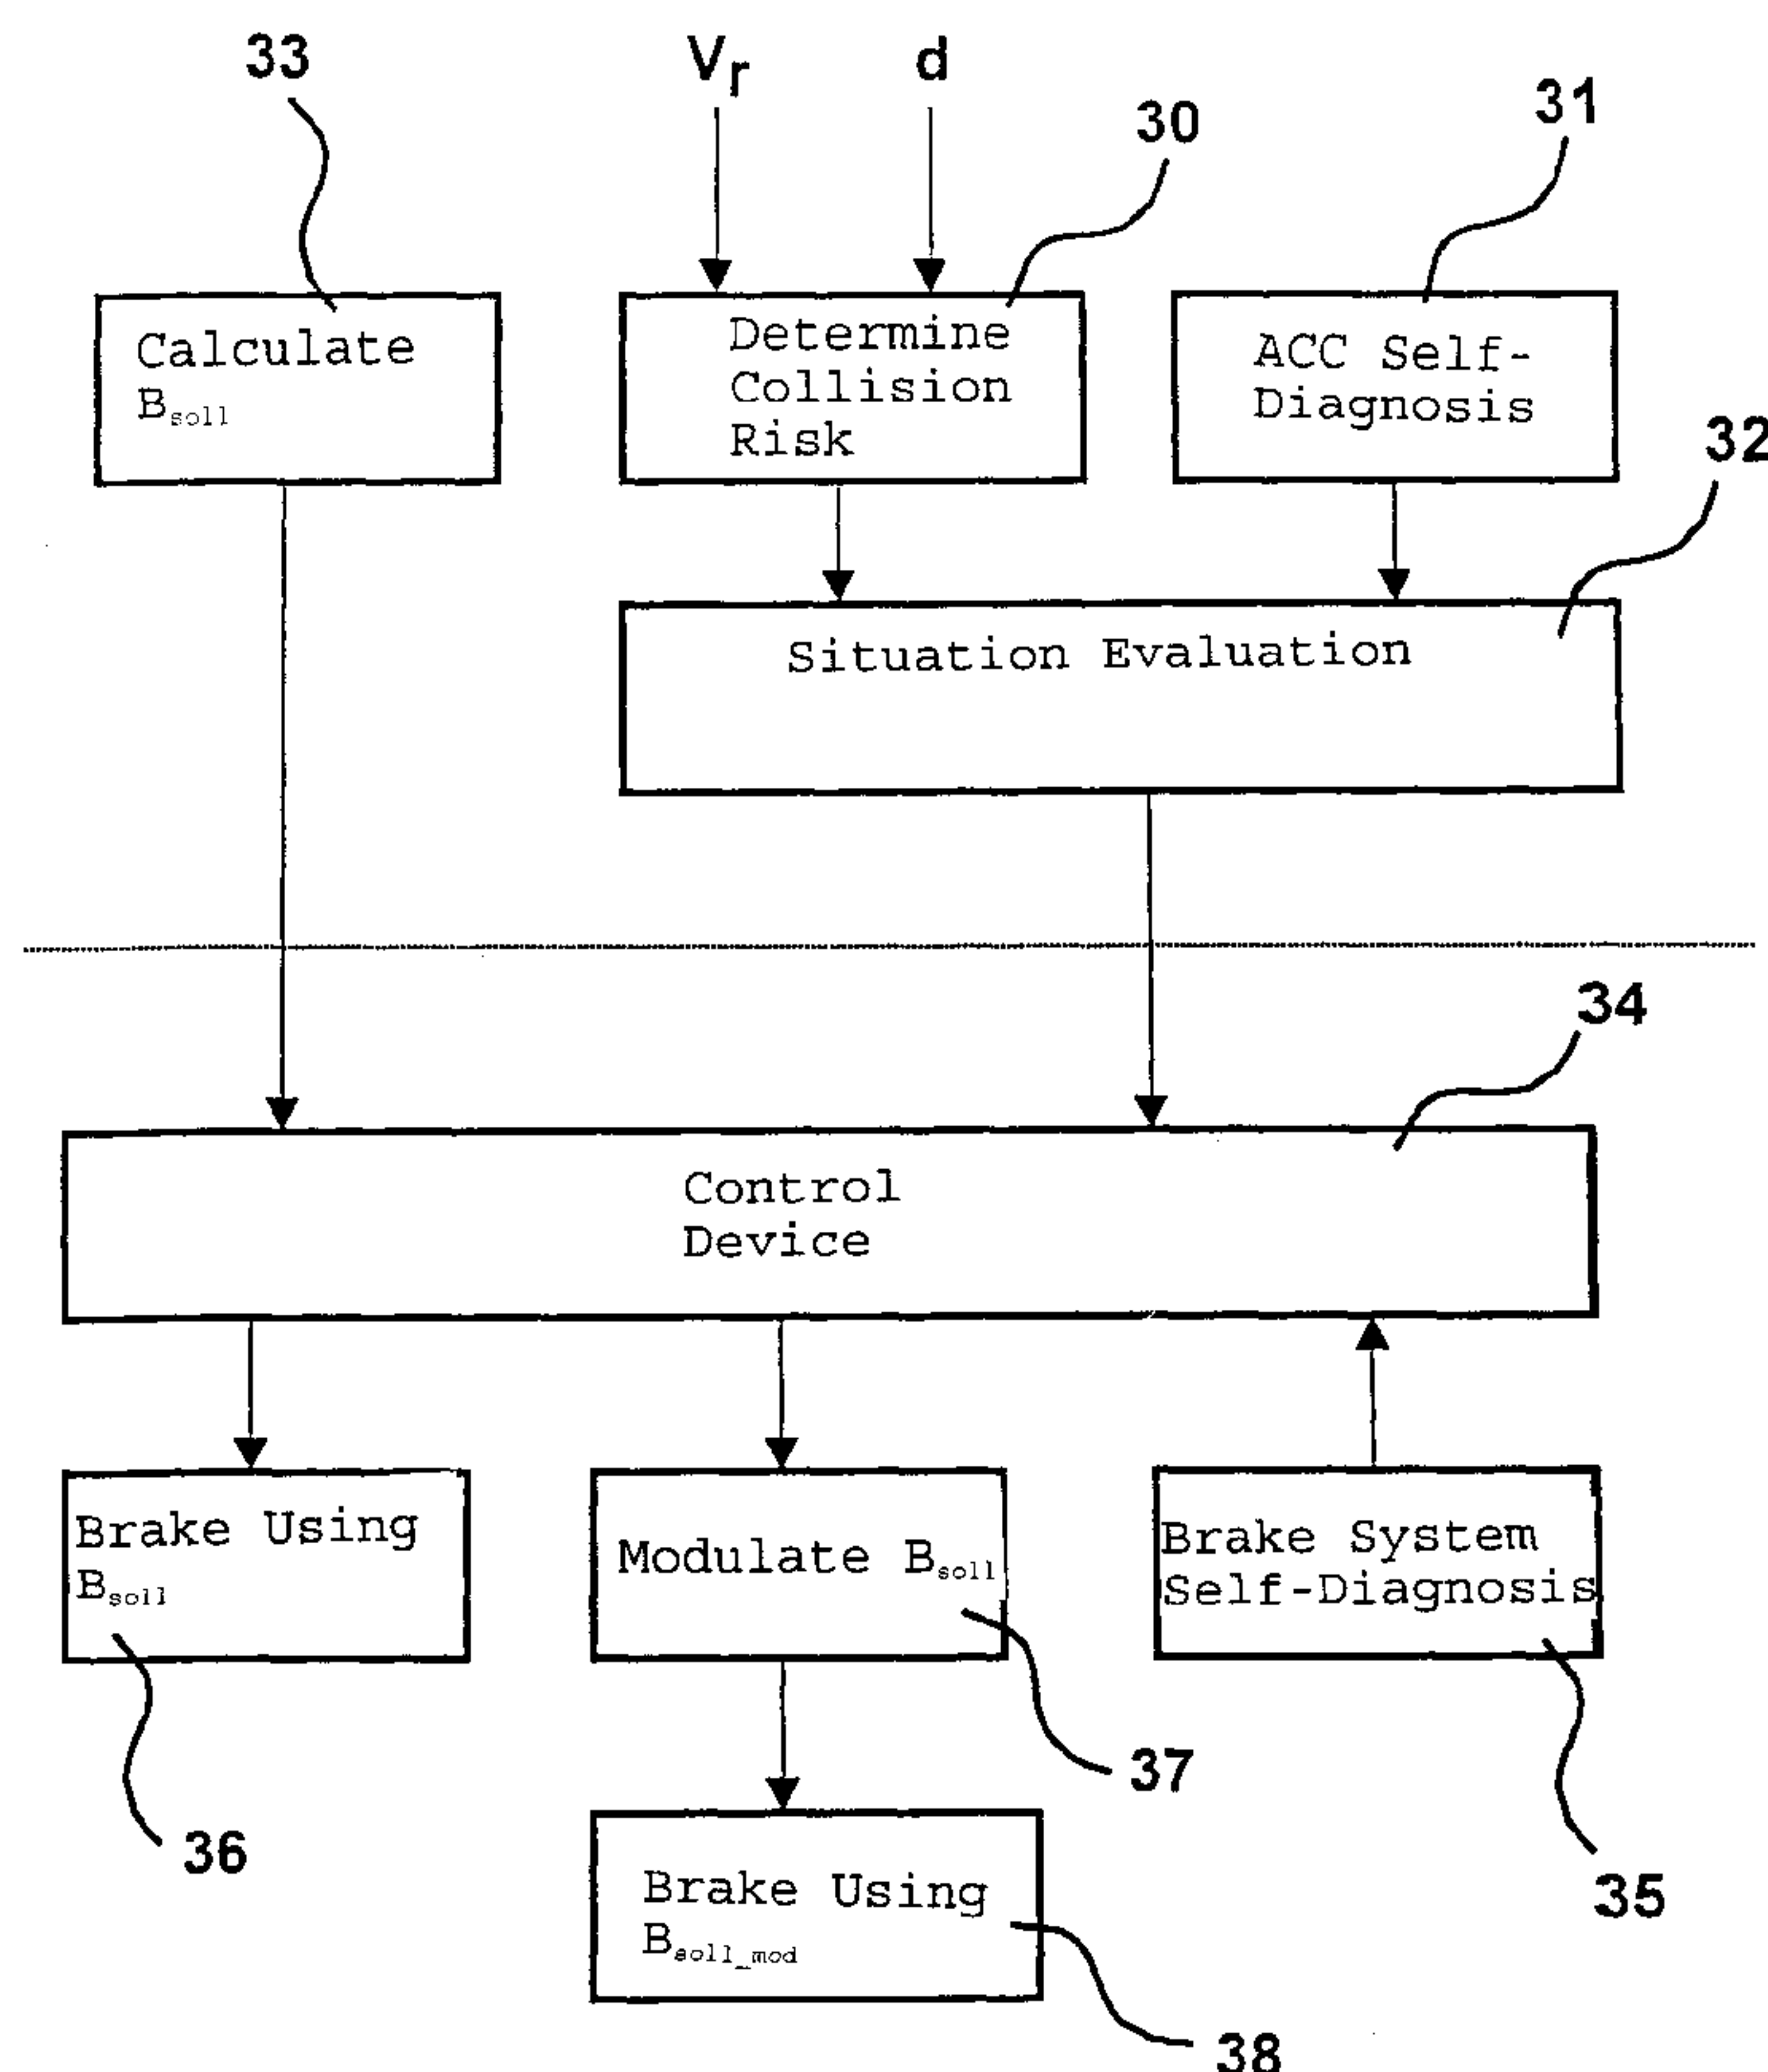 33
Vr
d
30
31
Calculate
Bsoll
Determine
Collision
Risk
ACC Self-
Diagnosis
32
Situation Evaluation
34
Control
Device
Brake Using
Bsoll
Modulate Bsoll
Brake System
Self-Diagnosis
37
36
35
Brake Using
Bsoll_mod
38